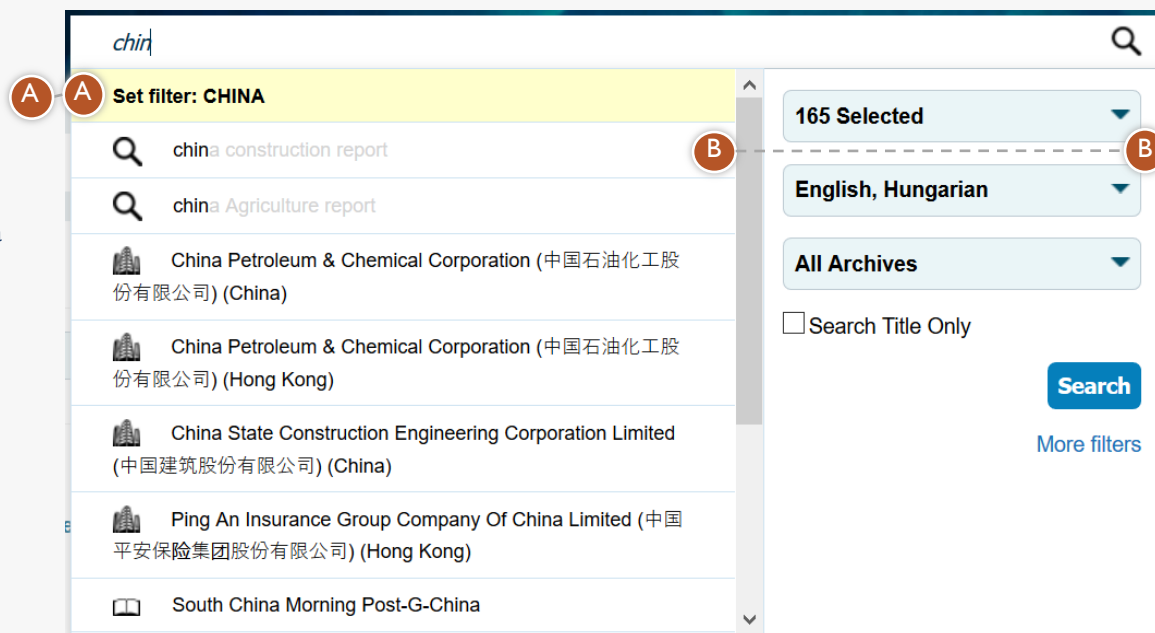 chin
A
A
Set filter: CHINA
china construction report
china Agriculture report
China Petroleum & Chemical Corporation (中国石油化工股
份有限公司) (China)
China Petroleum & Chemical Corporation (中国石油化工股
份有限公司) (Hong Kong)
China State Construction Engineering Corporation Limited
(中国建筑股份有限公司) (China)
Ping An Insurance Group Company Of China Limited (中国
平安保险集团股份有限公司) (Hong Kong)
South China Morning Post-G-China
165 Selected
B
B
English, Hungarian
All Archives
Search Title Only
Search
More filters